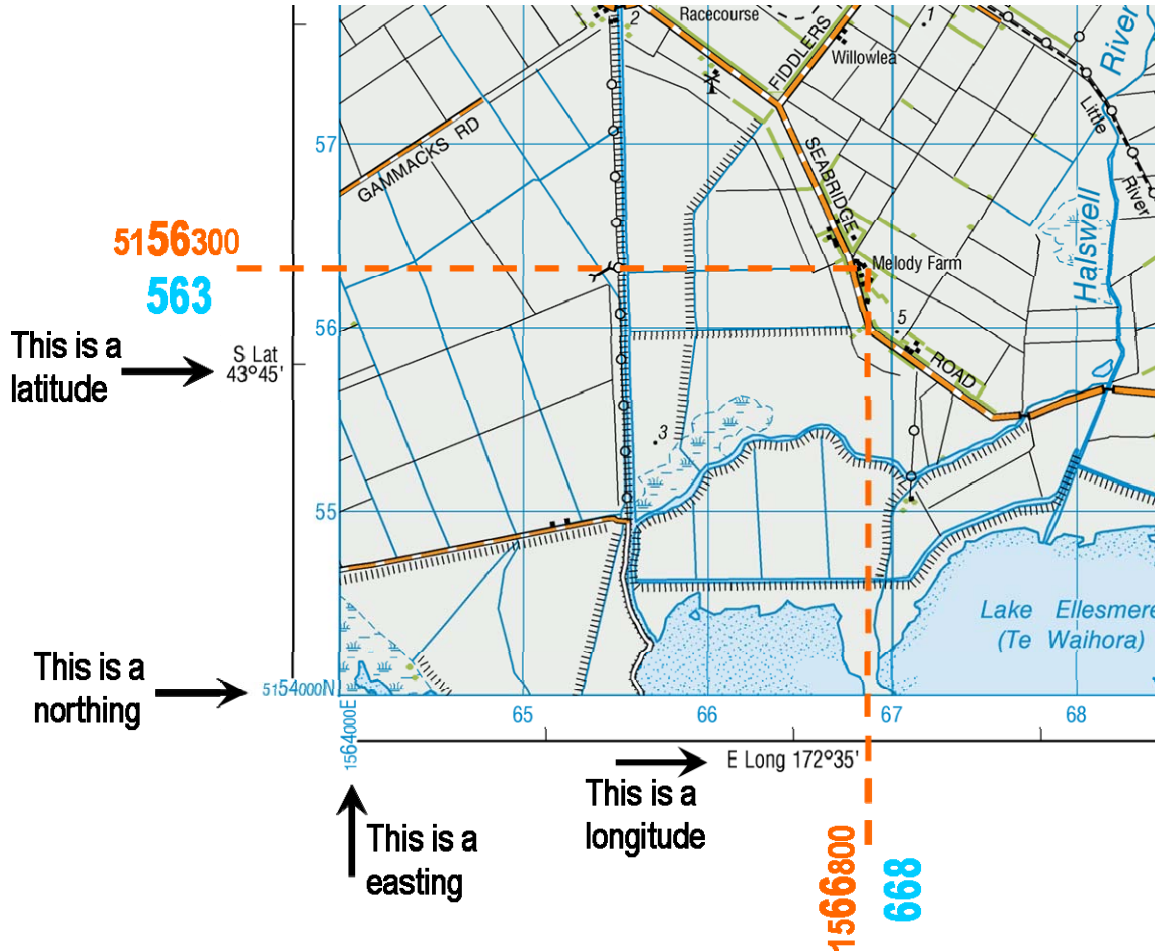 2
Racecourse
1
FIDDLERS
Willowlea
River
57
GAMMACKS RD
SEABRIDGE
Little
River
Halswell
5156300
563
Melody Farm
56
5
This is a
latitude
S Lat
43°45'
ROAD
3
55
Lake Ellesmere
(Te Waihora)
This is a
northing
5154000N
1564000E
65
66
67
68
E Long 172°35'
This is a
longitude
This is a
easting
1566800
668